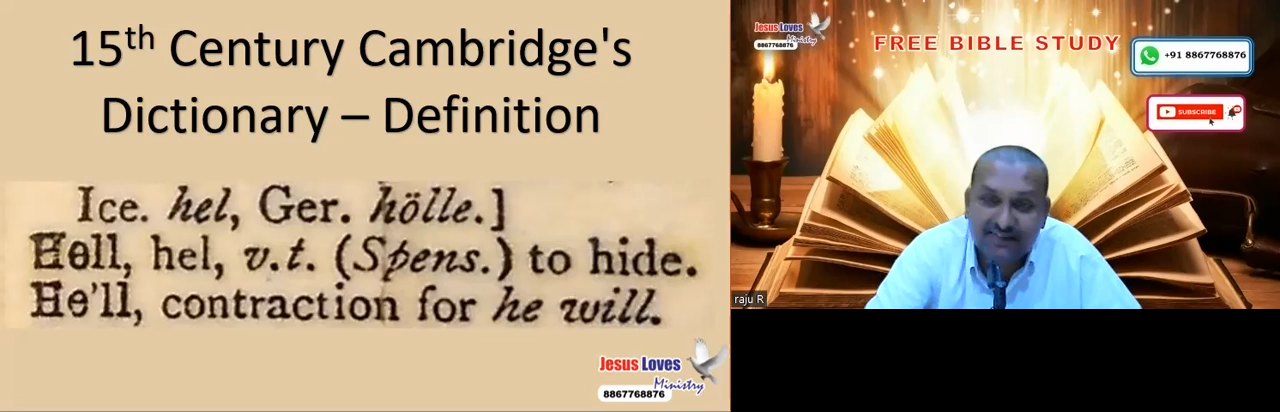 15th Century Cambridge's
Dictionary – Definition
Ice. hel, Ger. hölle.]
Hell, hel, v.t. (Spens.) to hide.
He'll, contraction for he will.
Jesus Loves
Ministry
8867768876
Jesus Loves
Ministry
8867768876
FREE BIBLE STUDY
+91 8867768876
SUBSCRIBE
raju R